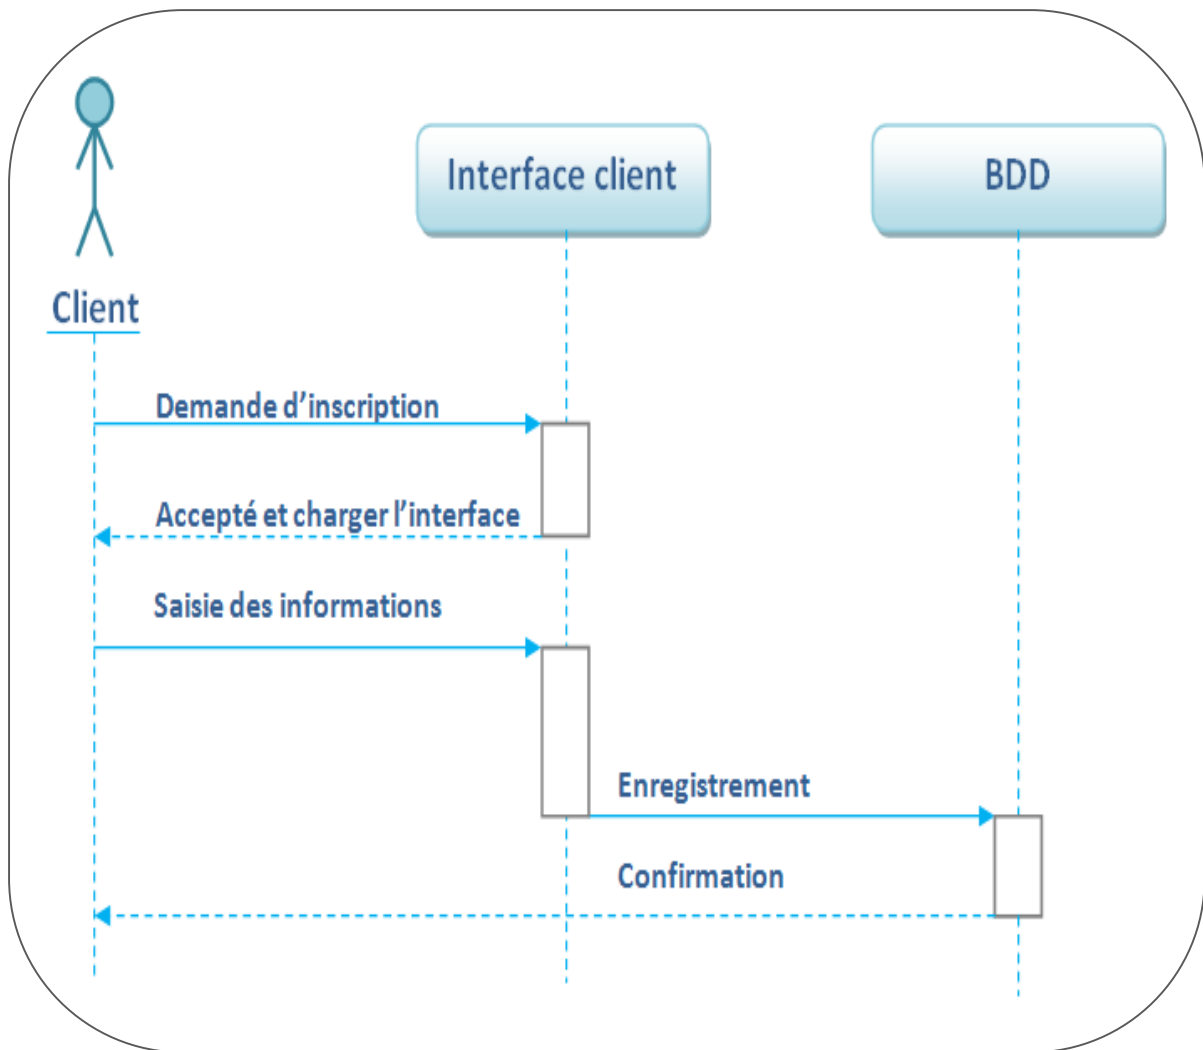 Interface client
BDD
Client
Demande d'inscription
Accepté et charger l'interface
Saisie des informations
Enregistrement
Confirmation